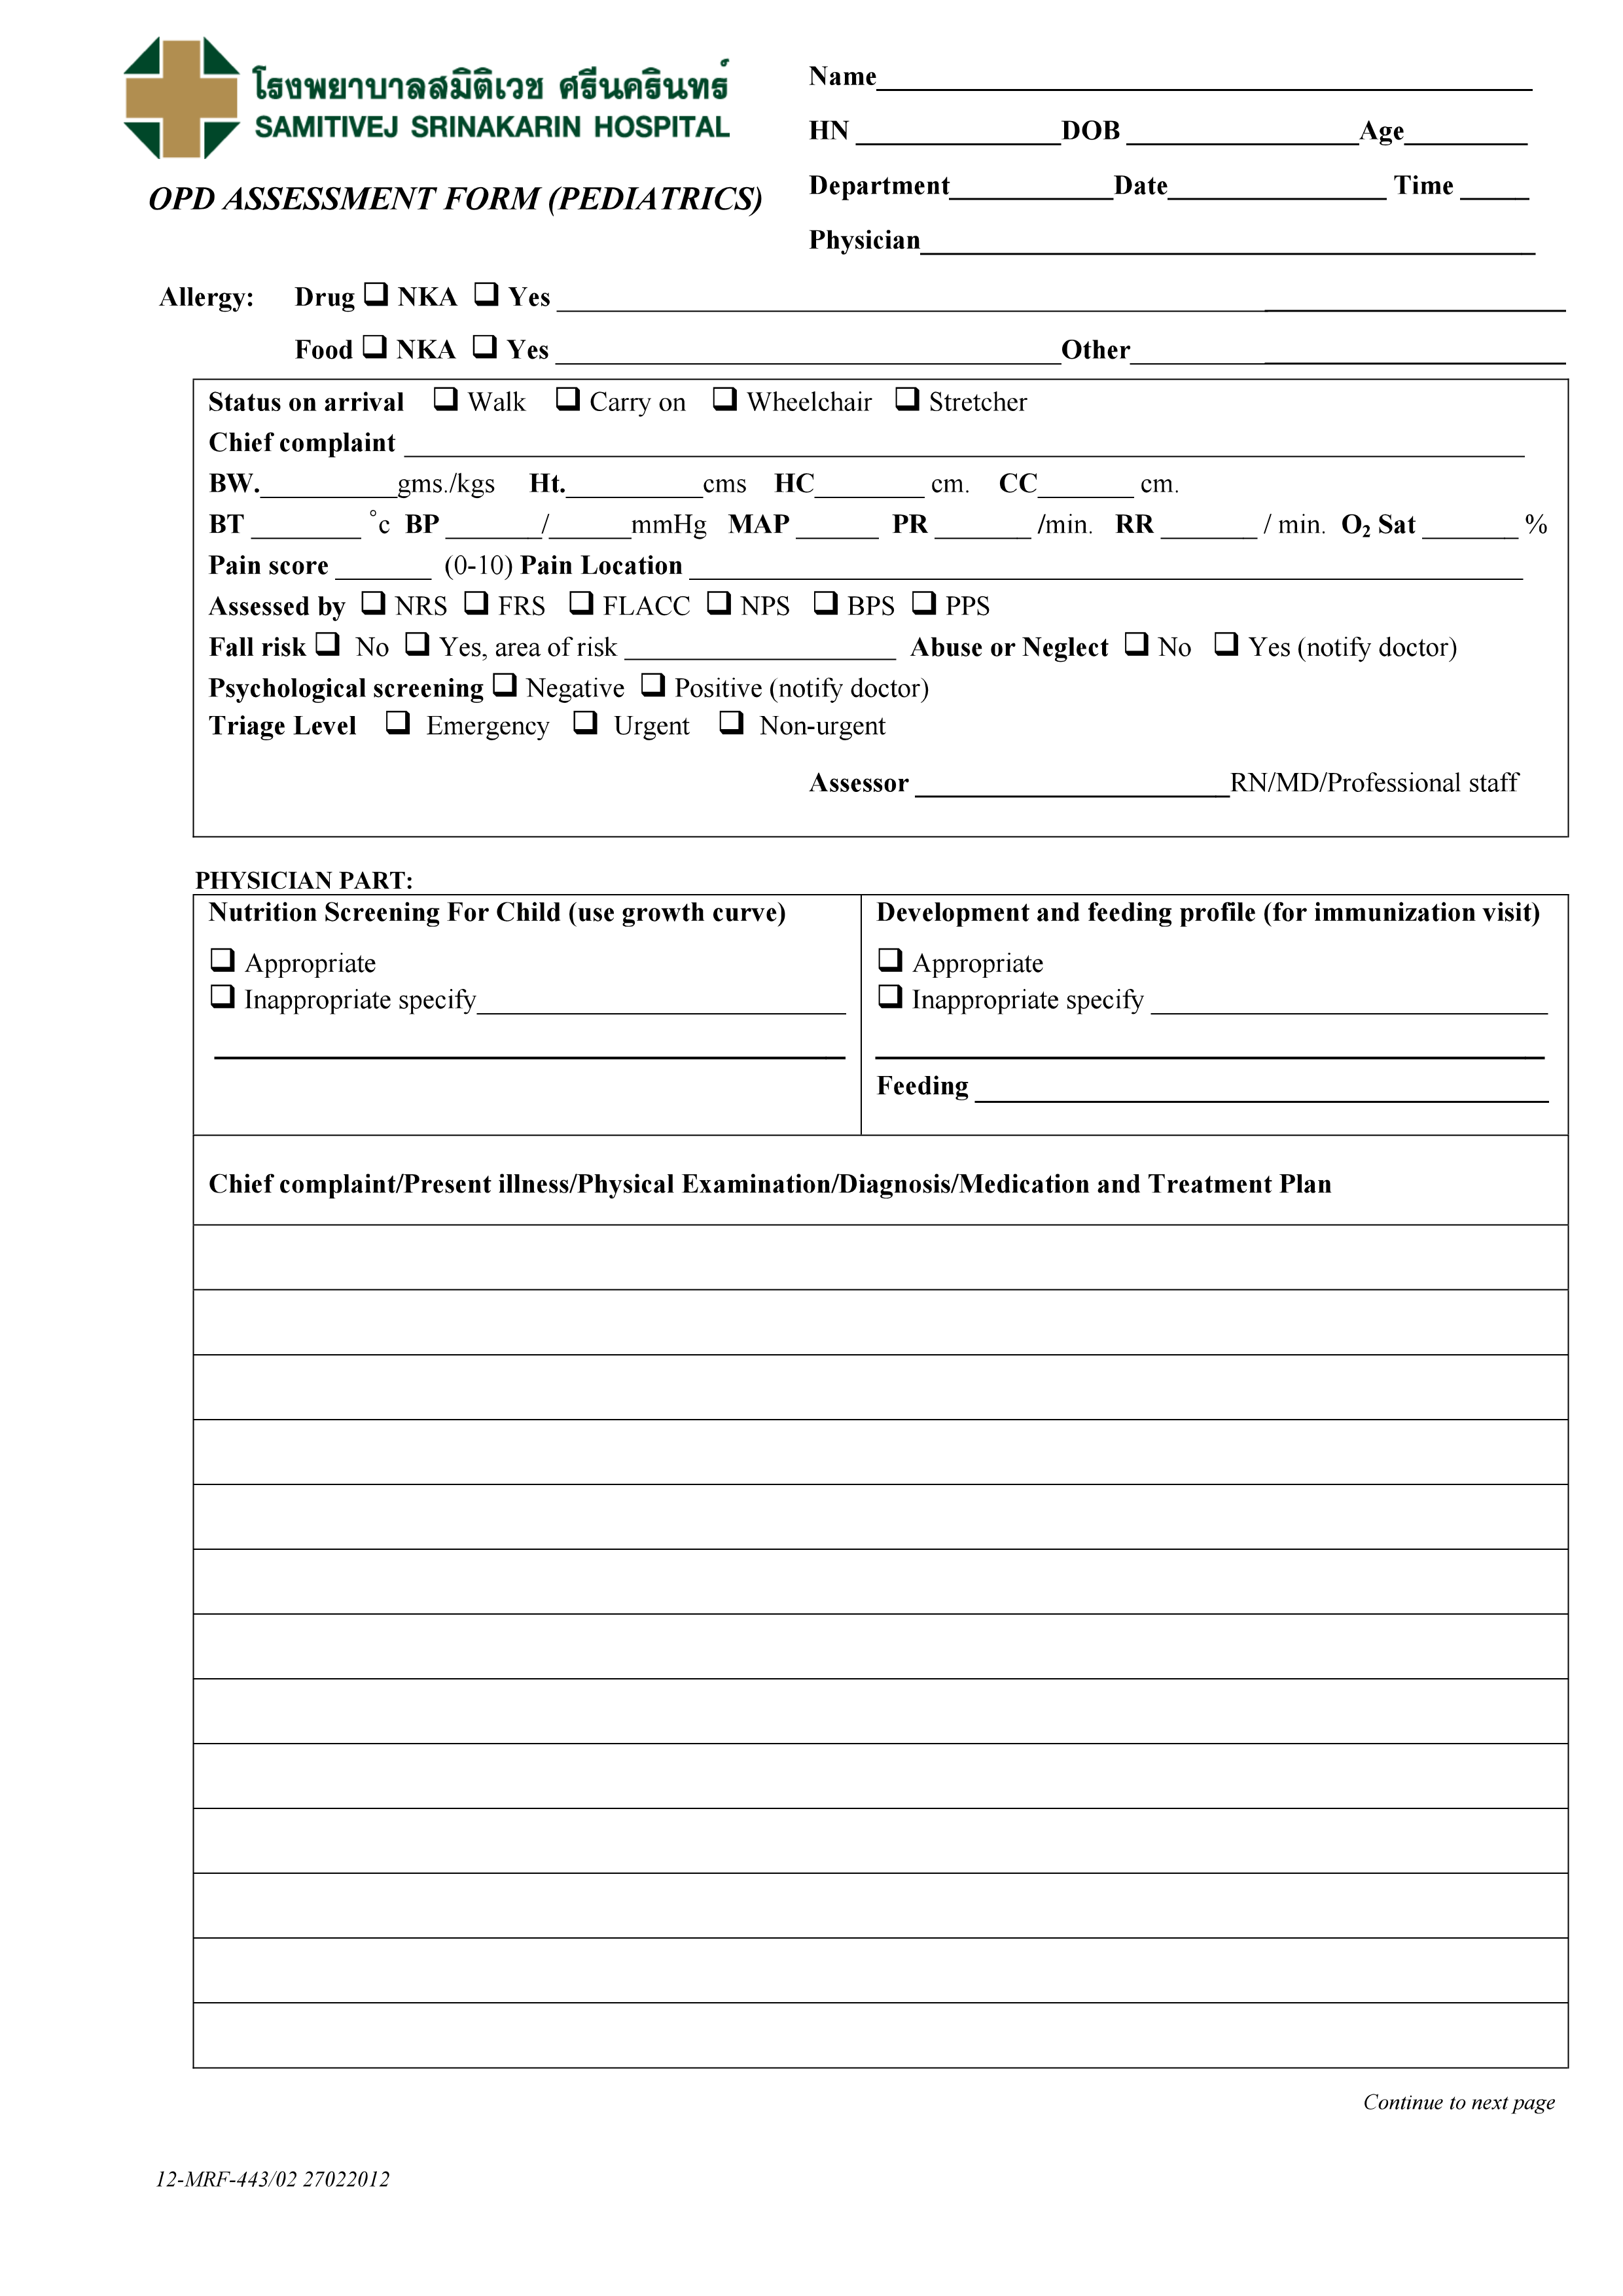 โรงพยาบาลสมิติเวช ศรีนครินทร์
SAMITIVEJ SRINAKARIN HOSPITAL
OPD ASSESSMENT FORM (PEDIATRICS)
Name
HN DOB Age
Department Date Time
Physician
Allergy: Drug ❑ NKA ❑ Yes
Food ❑ NKA ❑ Yes Other
Status on arrival ❑ Walk ❑ Carry on ❑ Wheelchair ❑ Stretcher
Chief complaint
BW. gms./kgs Ht. cms HC cm. CC cm.
BT °c BP / mmHg MAP PR /min. RR / min. O₂ Sat %
Pain score (0-10) Pain Location
Assessed by ❑ NRS ❑ FRS ❑ FLACC ❑ NPS ❑ BPS ❑ PPS
Fall risk ❑ No ❑ Yes, area of risk Abuse or Neglect ❑ No ❑ Yes (notify doctor)
Psychological screening ❑ Negative ❑ Positive (notify doctor)
Triage Level ❑ Emergency ❑ Urgent ❑ Non-urgent
Assessor RN/MD/Professional staff
PHYSICIAN PART:
Nutrition Screening For Child (use growth curve)
❑ Appropriate
❑ Inappropriate specify
Development and feeding profile (for immunization visit)
❑ Appropriate
❑ Inappropriate specify
Feeding
Chief complaint/Present illness/Physical Examination/Diagnosis/Medication and Treatment Plan
Continue to next page
12-MRF-443/02 27022012